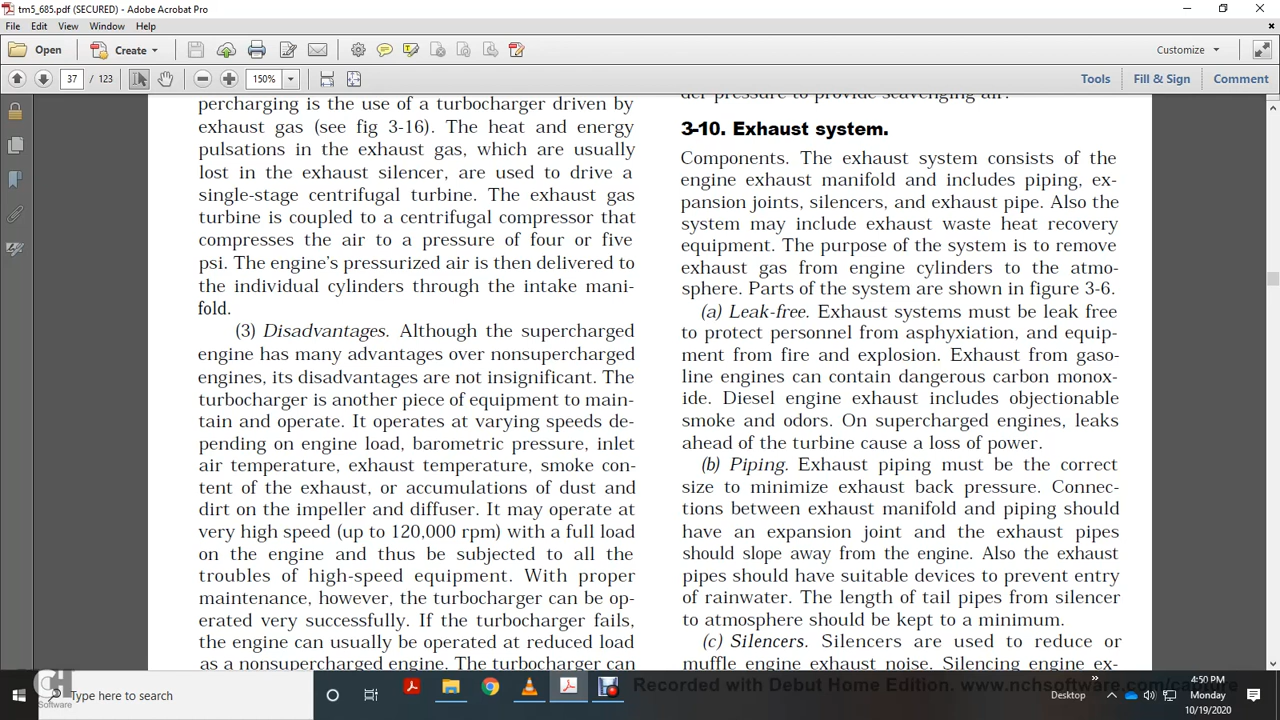 tm5_685.pdf (SECURED) - Adobe Acrobat Pro
File Edit View Window Help
Open Create Customize
37 / 123 150% Tools Fill & Sign Comment
percharging is the use of a turbocharger driven by
exhaust gas (see fig 3-16). The heat and energy
pulsations in the exhaust gas, which are usually
lost in the exhaust silencer, are used to drive a
single-stage centrifugal turbine. The exhaust gas
turbine is coupled to a centrifugal compressor that
compresses the air to a pressure of four or five
psi. The engine's pressurized air is then delivered to
the individual cylinders through the intake mani-
fold.
(3) Disadvantages. Although the supercharged
engine has many advantages over nonsupercharged
engines, its disadvantages are not insignificant. The
turbocharger is another piece of equipment to main-
tain and operate. It operates at varying speeds de-
pending on engine load, barometric pressure, inlet
air temperature, exhaust temperature, smoke con-
tent of the exhaust, or accumulations of dust and
dirt on the impeller and diffuser. It may operate at
very high speed (up to 120,000 rpm) with a full load
on the engine and thus be subjected to all the
troubles of high-speed equipment. With proper
maintenance, however, the turbocharger can be op-
erated very successfully. If the turbocharger fails,
the engine can usually be operated at reduced load
as a nonsupercharged engine. The turbocharger can
der pressure to provide scavenging air.
3-10. Exhaust system.
Components. The exhaust system consists of the
engine exhaust manifold and includes piping, ex-
pansion joints, silencers, and exhaust pipe. Also the
system may include exhaust waste heat recovery
equipment. The purpose of the system is to remove
exhaust gas from engine cylinders to the atmo-
sphere. Parts of the system are shown in figure 3-6.
(a) Leak-free. Exhaust systems must be leak free
to protect personnel from asphyxiation, and equip-
ment from fire and explosion. Exhaust from gaso-
line engines can contain dangerous carbon monox-
ide. Diesel engine exhaust includes objectionable
smoke and odors. On supercharged engines, leaks
ahead of the turbine cause a loss of power.
(b) Piping. Exhaust piping must be the correct
size to minimize exhaust back pressure. Connec-
tions between exhaust manifold and piping should
have an expansion joint and the exhaust pipes
should slope away from the engine. Also the exhaust
pipes should have suitable devices to prevent entry
of rainwater. The length of tail pipes from silencer
to atmosphere should be kept to a minimum.
(c) Silencers. Silencers are used to reduce or
muffle engine exhaust noise. Silencing engine ex-
CH
Software
Type here to search
Recorded with Debut Home Edition. www.nchsoftware.com/capture
Desktop
4:50 PM
Monday
10/19/2020